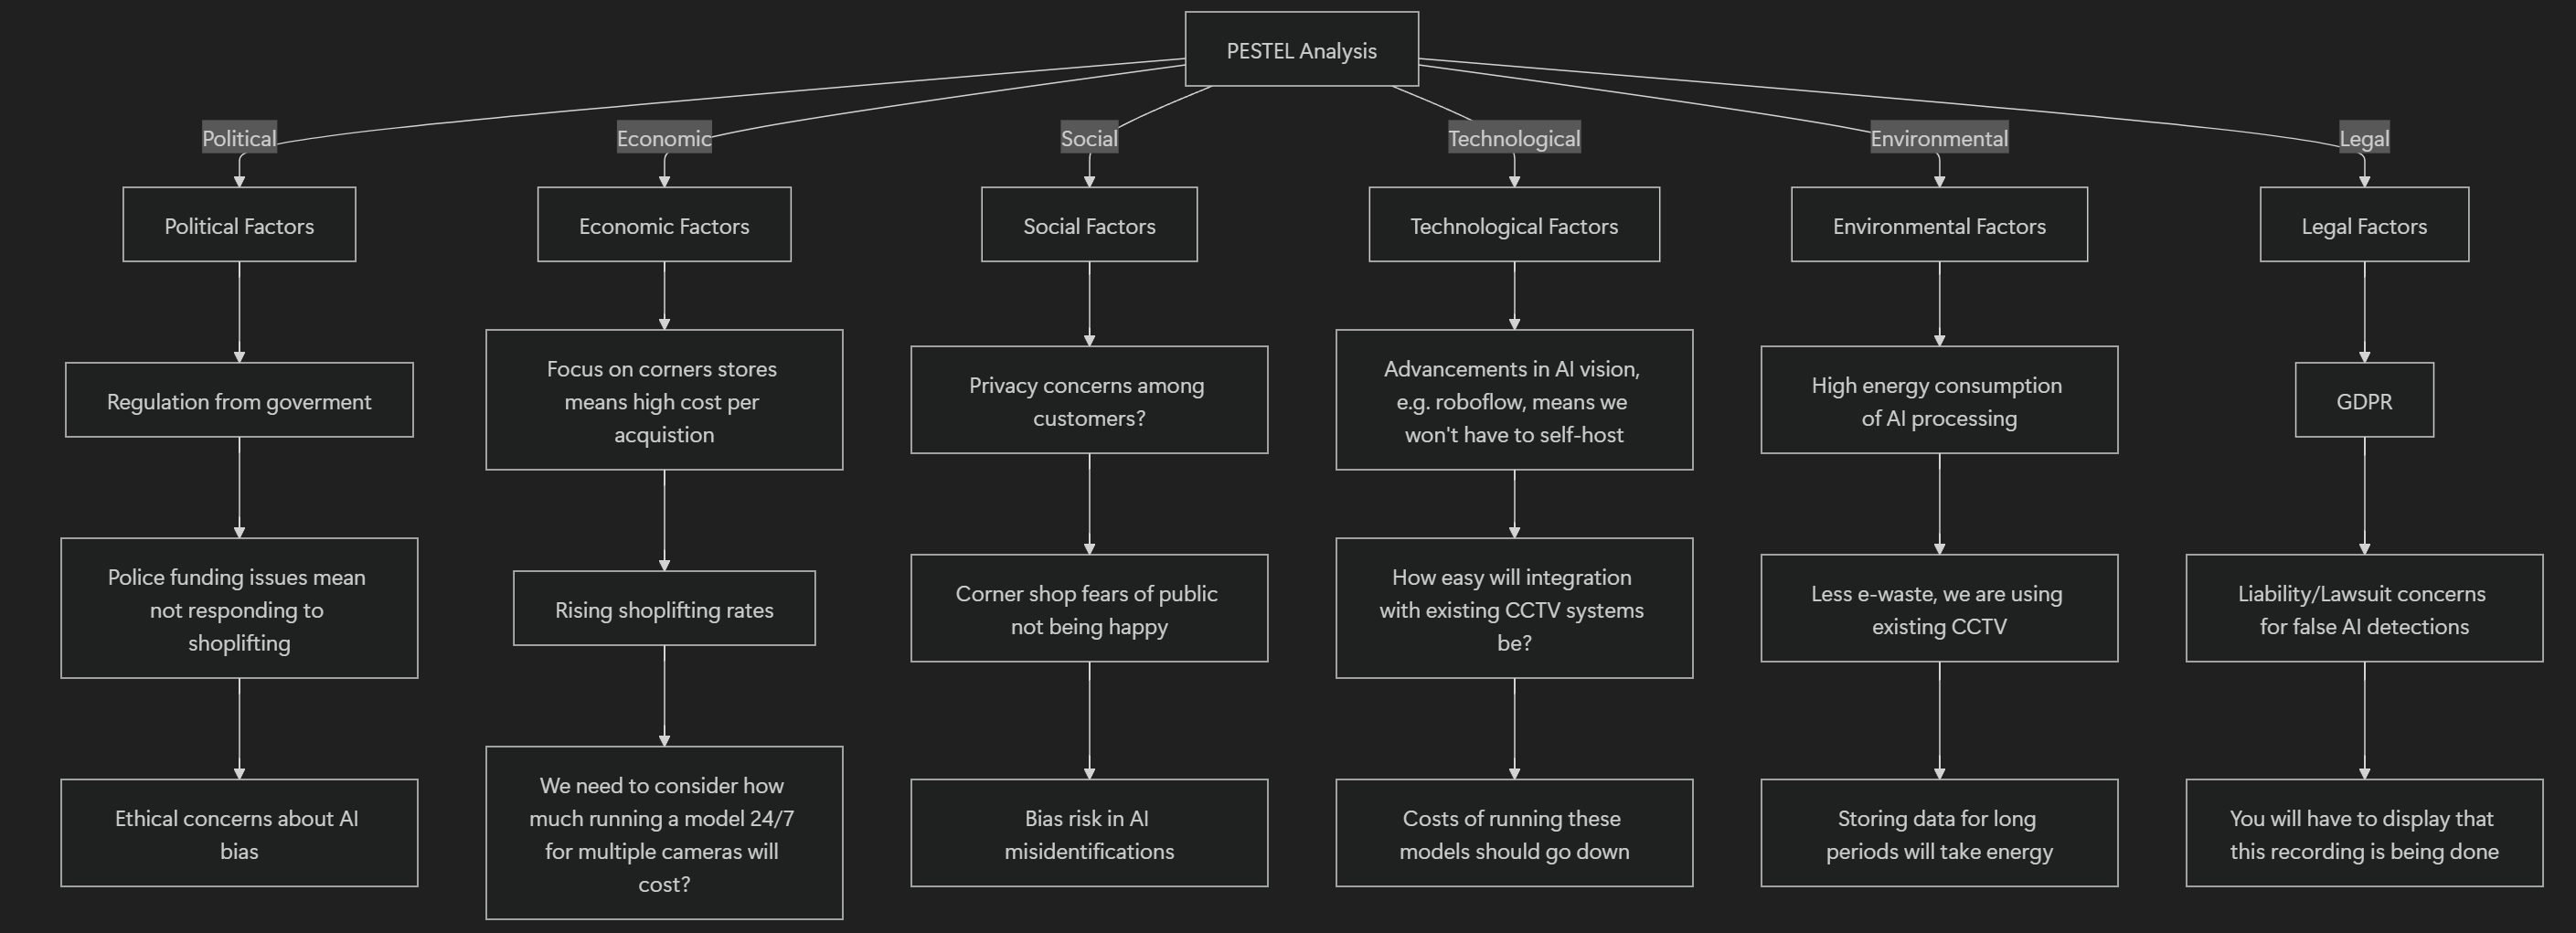 PESTEL Analysis
Political
Economic
Social
Technological
Environmental
Legal
Political Factors
Economic Factors
Social Factors
Technological Factors
Environmental Factors
Legal Factors
Regulation from goverment
Focus on corners stores
means high cost per
acquistion
Privacy concerns among
customers?
Advancements in AI vision,
e.g. roboflow, means we
won't have to self-host
High energy consumption
of AI processing
GDPR
Police funding issues mean
not responding to
shoplifting
Rising shoplifting rates
Corner shop fears of public
not being happy
How easy will integration
with existing CCTV systems
be?
Less e-waste, we are using
existing CCTV
Liability/Lawsuit concerns
for false AI detections
Ethical concerns about AI
bias
We need to consider how
much running a model 24/7
for multiple cameras will
cost?
Bias risk in AI
misidentifications
Costs of running these
models should go down
Storing data for long
periods will take energy
You will have to display that
this recording is being done